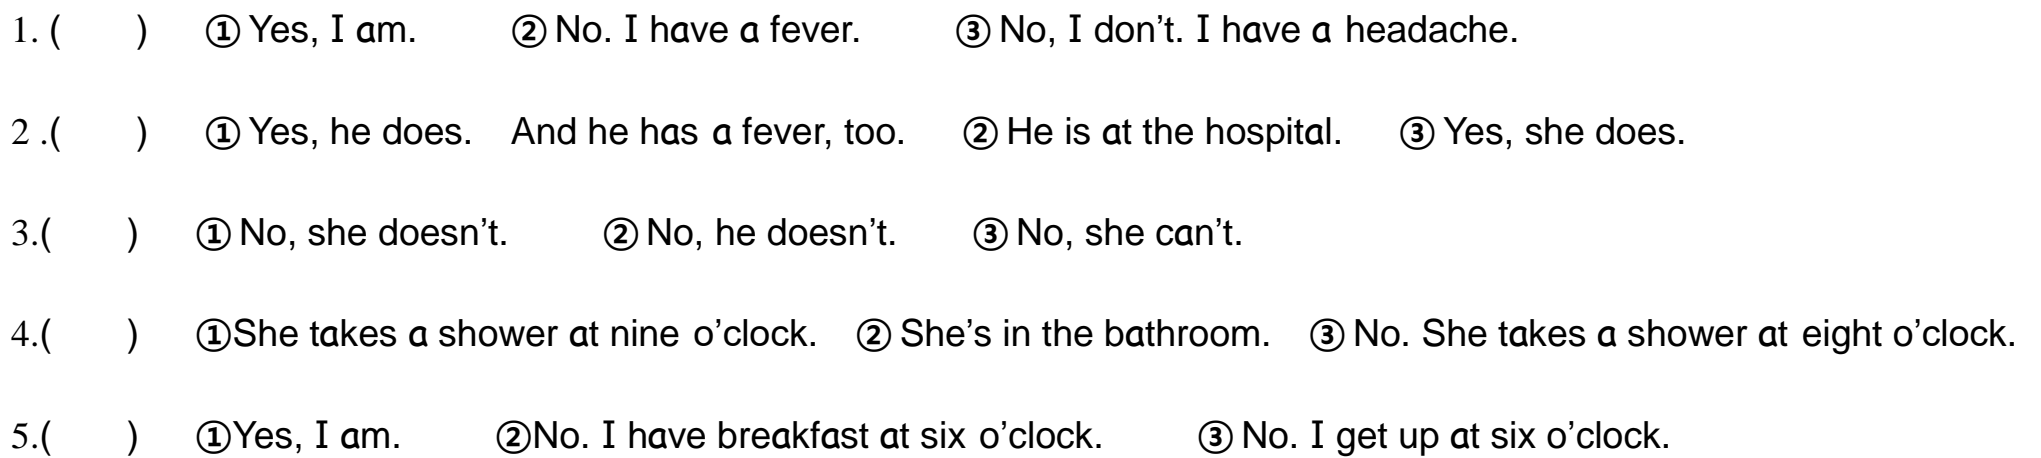 1. (      ) ① Yes, I am. ② No. I have a fever. ③ No, I don't. I have a headache.
2 .(      ) ① Yes, he does. And he has a fever, too. ② He is at the hospital. ③ Yes, she does.
3.(      ) ① No, she doesn't. ② No, he doesn't. ③ No, she can't.
4.(      ) ①She takes a shower at nine o'clock. ② She's in the bathroom. ③ No. She takes a shower at eight o'clock.
5.(      ) ①Yes, I am. ②No. I have breakfast at six o'clock. ③ No. I get up at six o'clock.